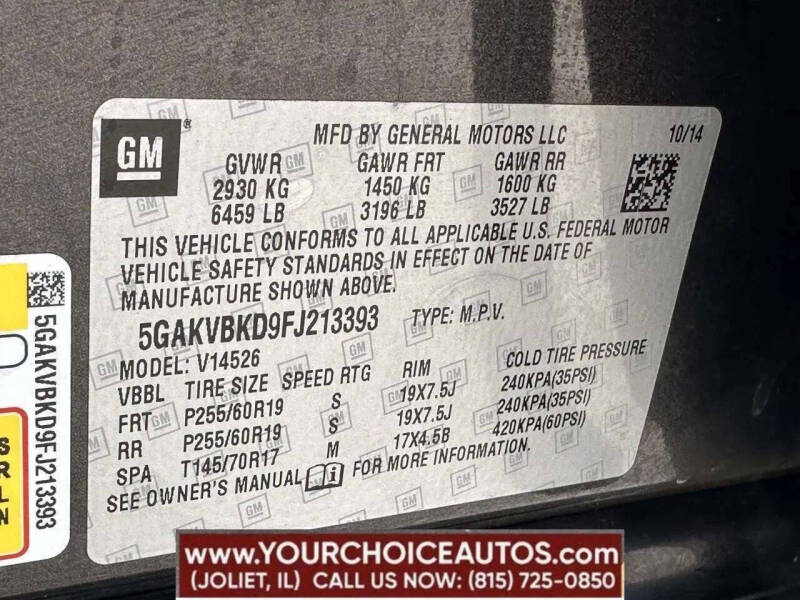 GM ®
MFD BY GENERAL MOTORS LLC 10/14
GVWR GAWR FRT GAWR RR
2930 KG 1450 KG 1600 KG
6459 LB 3196 LB 3527 LB
THIS VEHICLE CONFORMS TO ALL APPLICABLE U.S. FEDERAL MOTOR
VEHICLE SAFETY STANDARDS IN EFFECT ON THE DATE OF
MANUFACTURE SHOWN ABOVE.
5GAKVBKD9FJ213393 TYPE: M.P.V.
MODEL: V14526
VBBL TIRE SIZE SPEED RTG RIM COLD TIRE PRESSURE
FRT P255/60R19 S 19X7.5J 240KPA(35PSI)
RR P255/60R19 S 19X7.5J 240KPA(35PSI)
SPA T145/70R17 M 17X4.5B 420KPA(60PSI)
SEE OWNER'S MANUAL i FOR MORE INFORMATION.
5GAKVBKD9FJ213393
S
R
L
N
www.YOURCHOICEAUTOS.com
(JOLIET, IL) CALL US NOW: (815) 725-0850